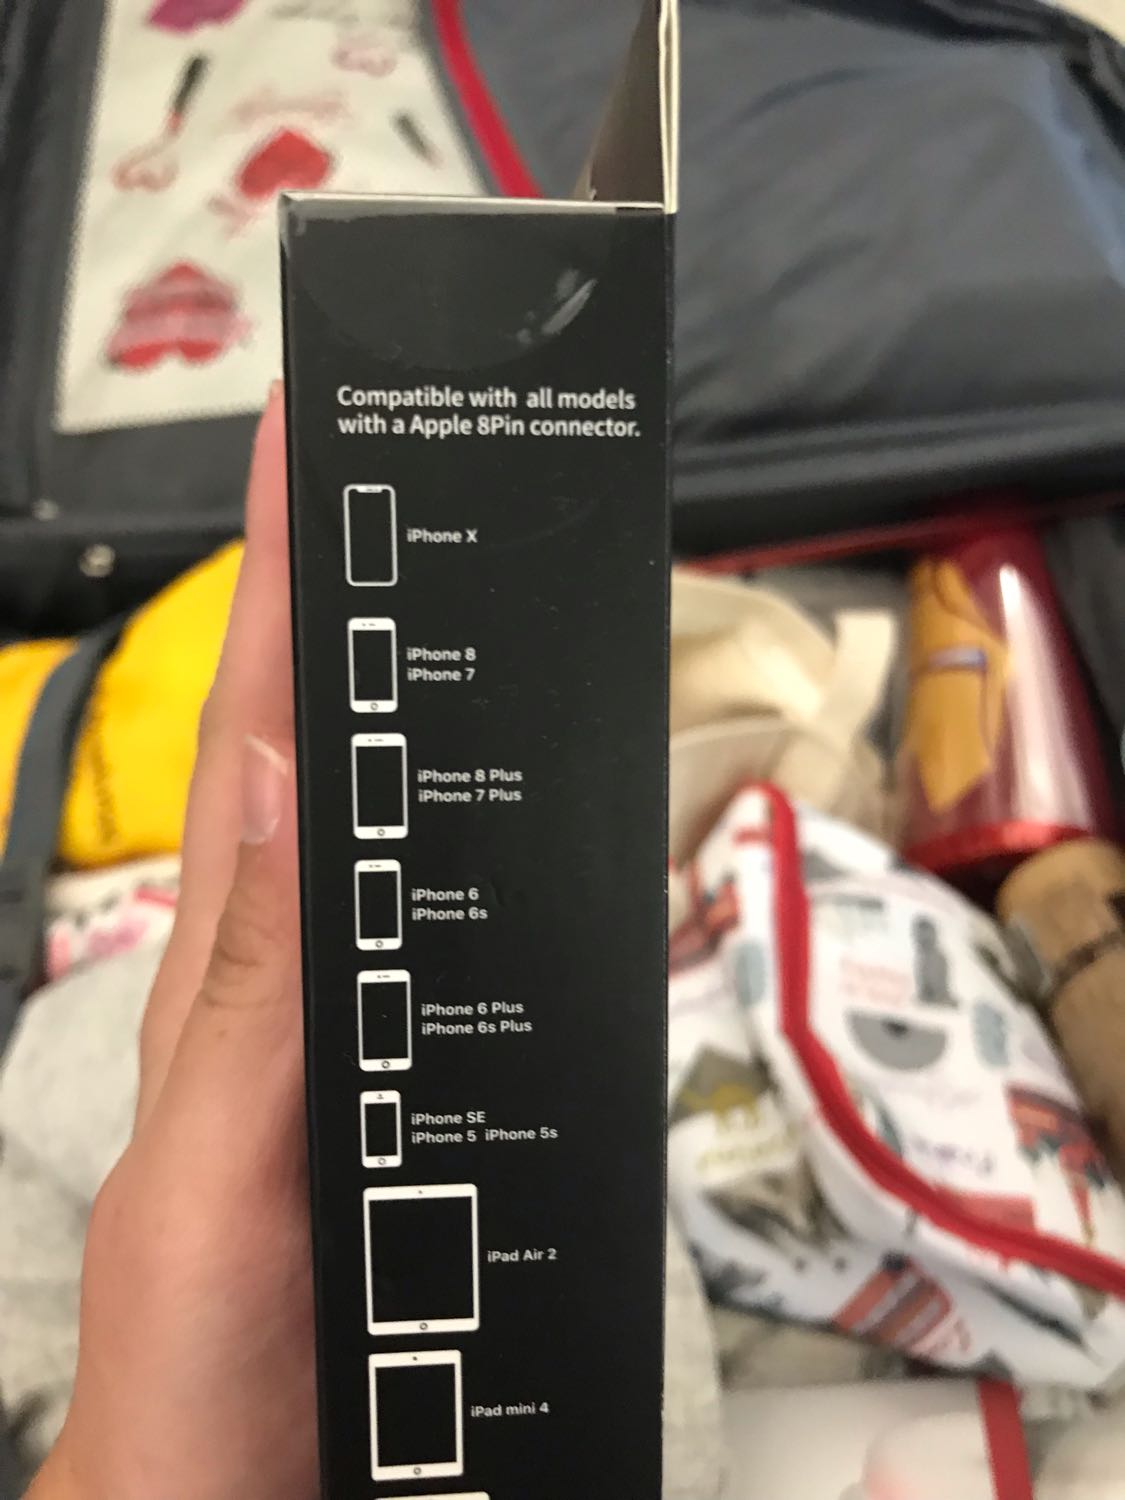 Compatible with all models
with a Apple 8Pin connector.
iPhone X
iPhone 8
iPhone 7
iPhone 8 Plus
iPhone 7 Plus
iPhone 6
iPhone 6s
iPhone 6 Plus
iPhone 6s Plus
iPhone SE
iPhone 5 iPhone 5s
iPad Air 2
iPad mini 4